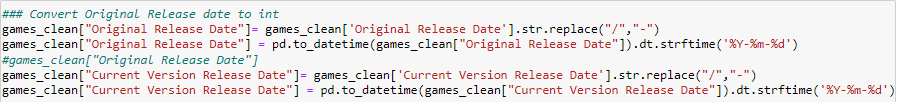 ### Convert Original Release date to int
games_clean["Original Release Date"]= games_clean['Original Release Date'].str.replace("/","-")
games_clean["Original Release Date"] = pd.to_datetime(games_clean["Original Release Date"]).dt.strftime('%Y-%m-%d')
#games_clean["Original Release Date"]
games_clean["Current Version Release Date"]= games_clean['Current Version Release Date'].str.replace("/","-")
games_clean["Current Version Release Date"] = pd.to_datetime(games_clean["Current Version Release Date"]).dt.strftime('%Y-%m-%d')